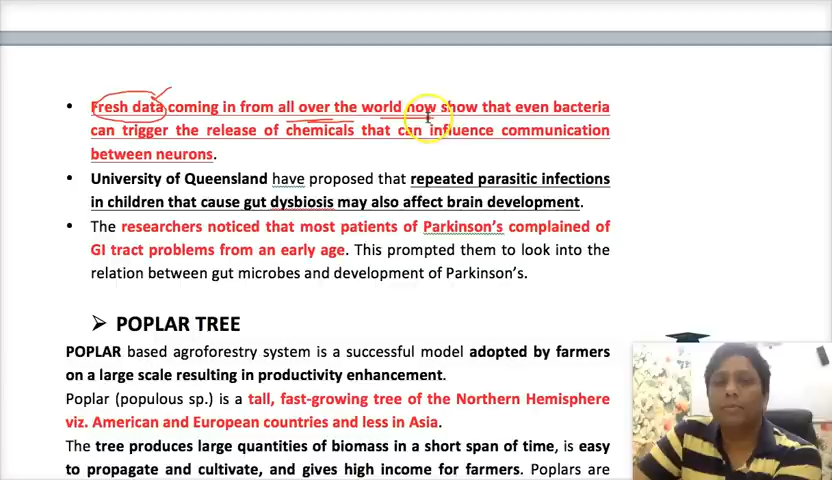 • Fresh data coming in from all over the world now show that even bacteria
can trigger the release of chemicals that can influence communication
between neurons.
• University of Queensland have proposed that repeated parasitic infections
in children that cause gut dysbiosis may also affect brain development.
• The researchers noticed that most patients of Parkinson's complained of
GI tract problems from an early age. This prompted them to look into the
relation between gut microbes and development of Parkinson's.
➢ POPLAR TREE
POPLAR based agroforestry system is a successful model adopted by farmers
on a large scale resulting in productivity enhancement.
Poplar (populous sp.) is a tall, fast-growing tree of the Northern Hemisphere
viz. American and European countries and less in Asia.
The tree produces large quantities of biomass in a short span of time, is easy
to propagate and cultivate, and gives high income for farmers. Poplars are